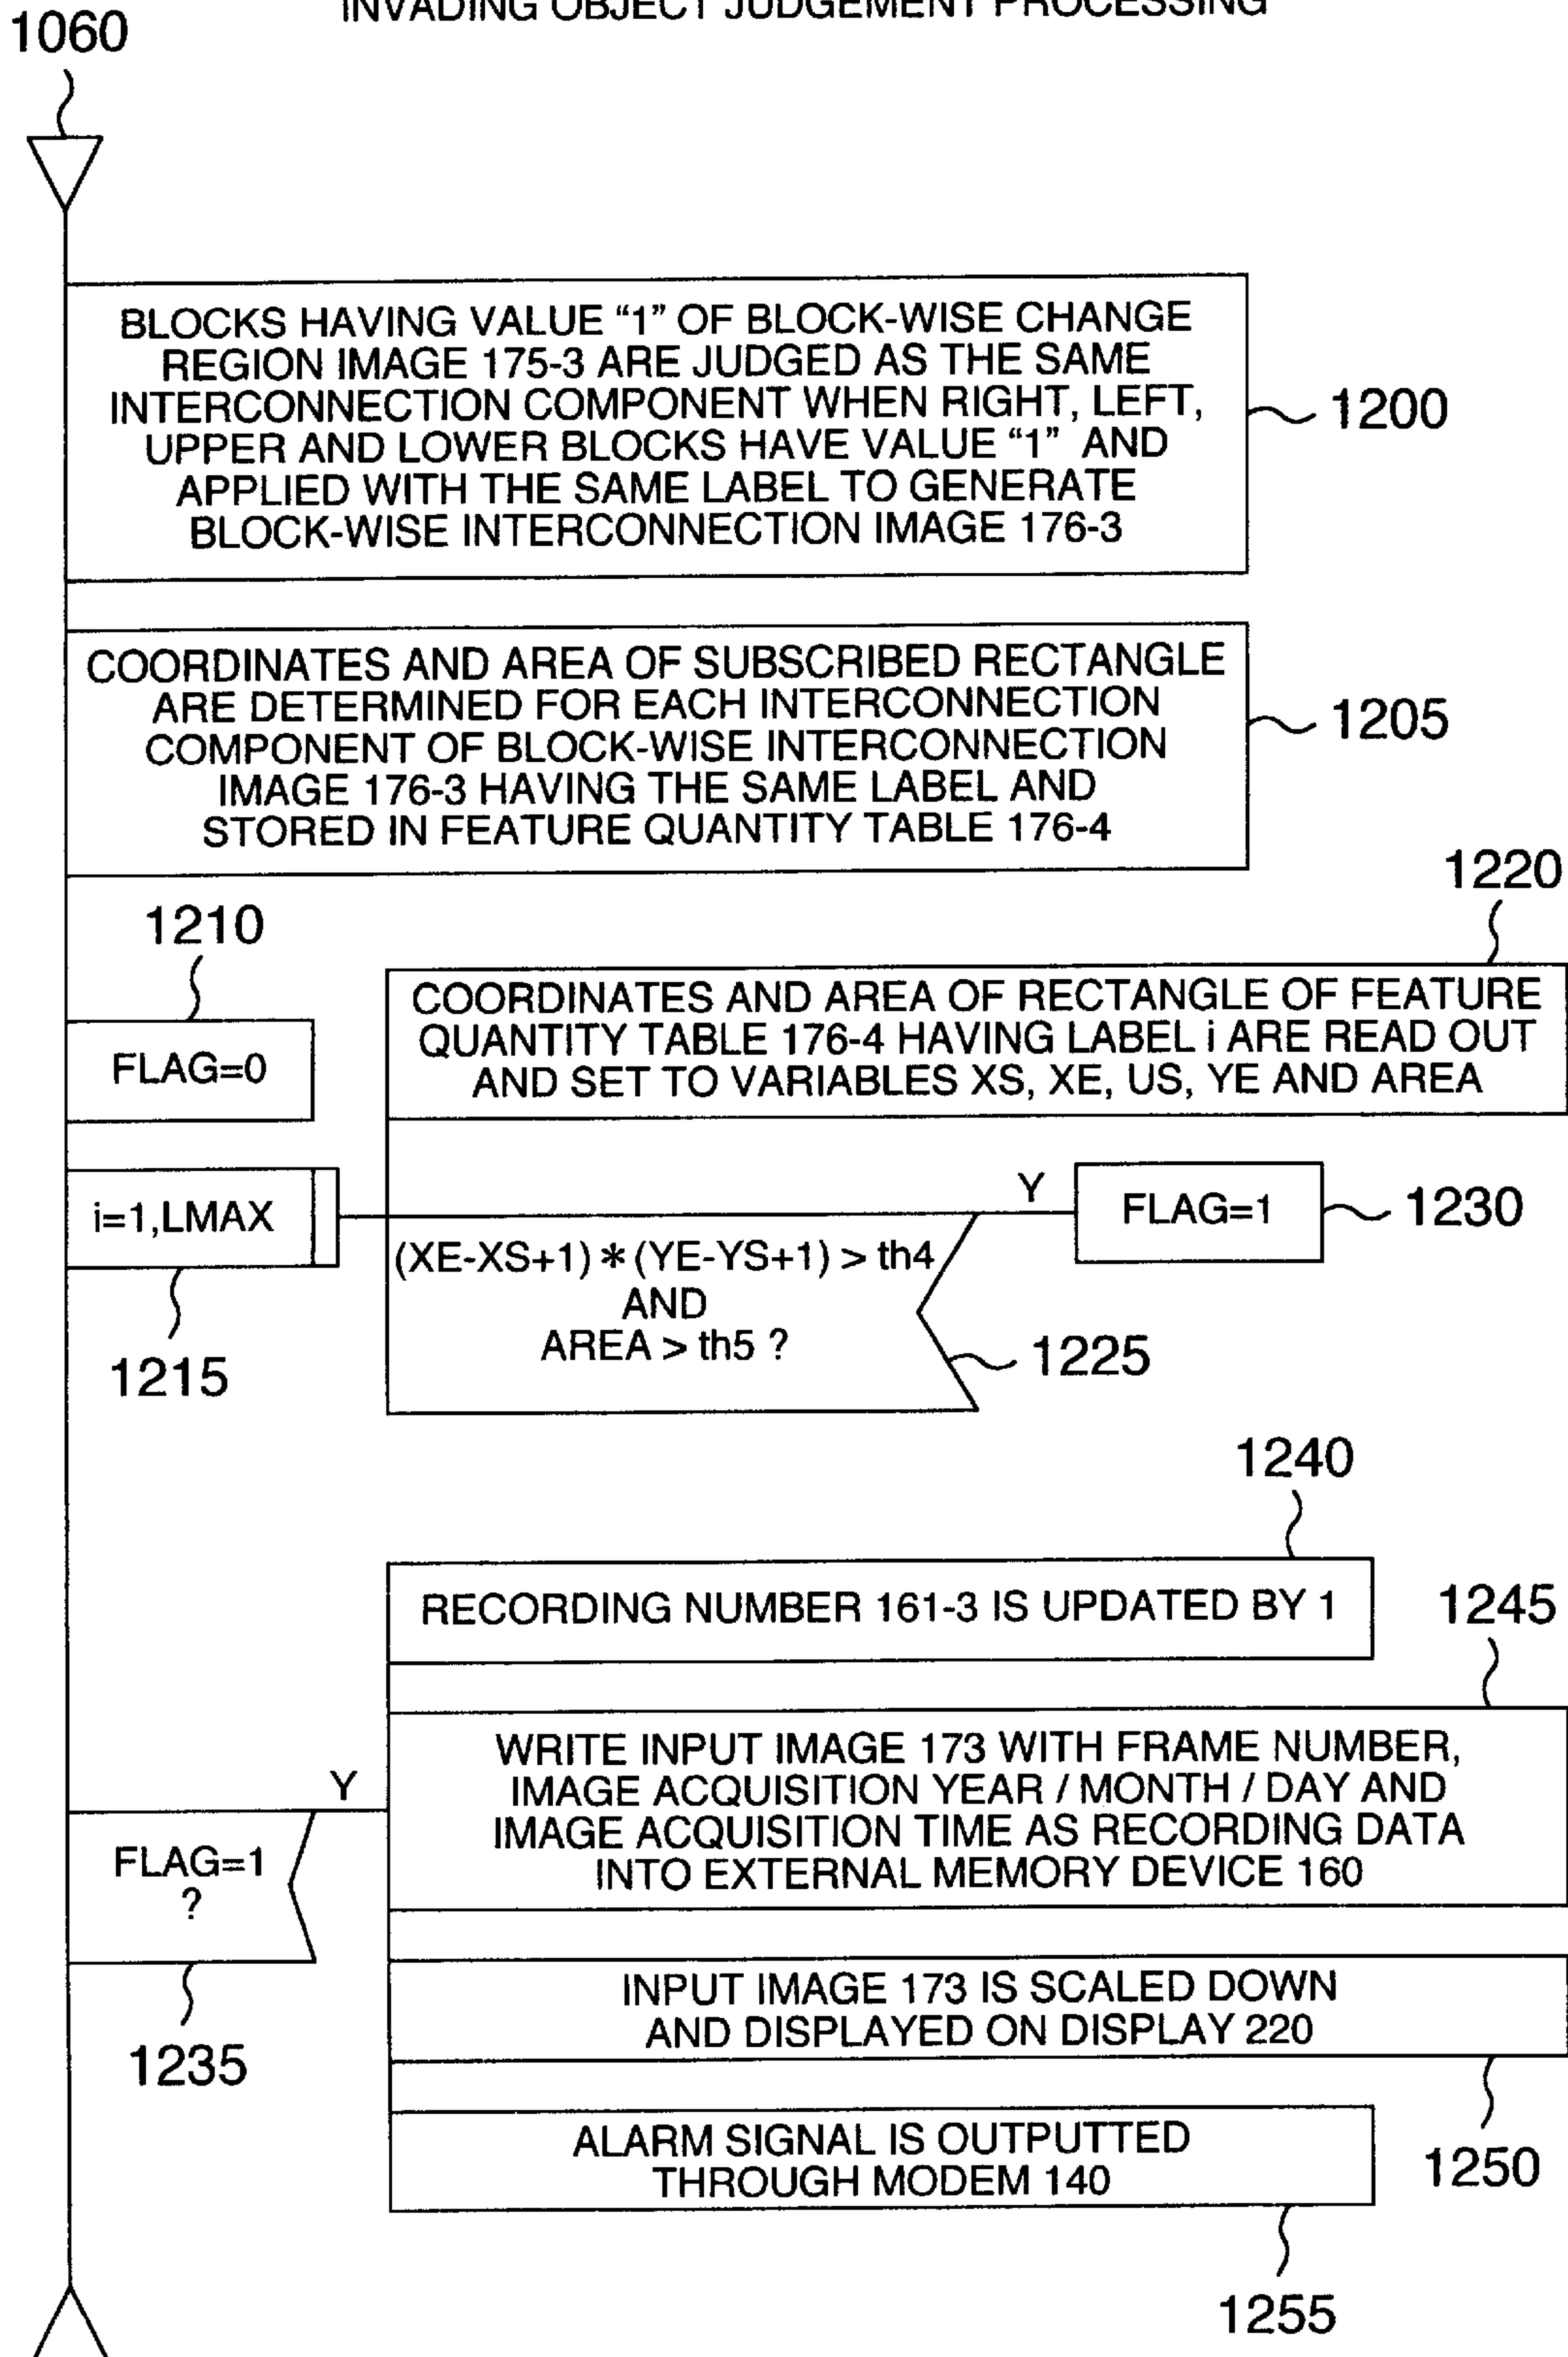 INVADING OBJECT JUDGEMENT PROCESSING
1060
BLOCKS HAVING VALUE “1” OF BLOCK-WISE CHANGE
REGION IMAGE 175-3 ARE JUDGED AS THE SAME
INTERCONNECTION COMPONENT WHEN RIGHT, LEFT,
UPPER AND LOWER BLOCKS HAVE VALUE “1” AND
APPLIED WITH THE SAME LABEL TO GENERATE
BLOCK-WISE INTERCONNECTION IMAGE 176-3
1200
COORDINATES AND AREA OF SUBSCRIBED RECTANGLE
ARE DETERMINED FOR EACH INTERCONNECTION
COMPONENT OF BLOCK-WISE INTERCONNECTION
IMAGE 176-3 HAVING THE SAME LABEL AND
STORED IN FEATURE QUANTITY TABLE 176-4
1205
1210
FLAG=0
1220
COORDINATES AND AREA OF RECTANGLE OF FEATURE
QUANTITY TABLE 176-4 HAVING LABEL i ARE READ OUT
AND SET TO VARIABLES XS, XE, US, YE AND AREA
i=1,LMAX
1215
(XE-XS+1)*(YE-YS+1) > th4
AND
AREA > th5 ?
1225
Y
FLAG=1
1230
1240
RECORDING NUMBER 161-3 IS UPDATED BY 1
1245
WRITE INPUT IMAGE 173 WITH FRAME NUMBER,
IMAGE ACQUISITION YEAR / MONTH / DAY AND
IMAGE ACQUISITION TIME AS RECORDING DATA
INTO EXTERNAL MEMORY DEVICE 160
Y
FLAG=1
?
1235
INPUT IMAGE 173 IS SCALED DOWN
AND DISPLAYED ON DISPLAY 220
1250
ALARM SIGNAL IS OUTPUTTED
THROUGH MODEM 140
1255